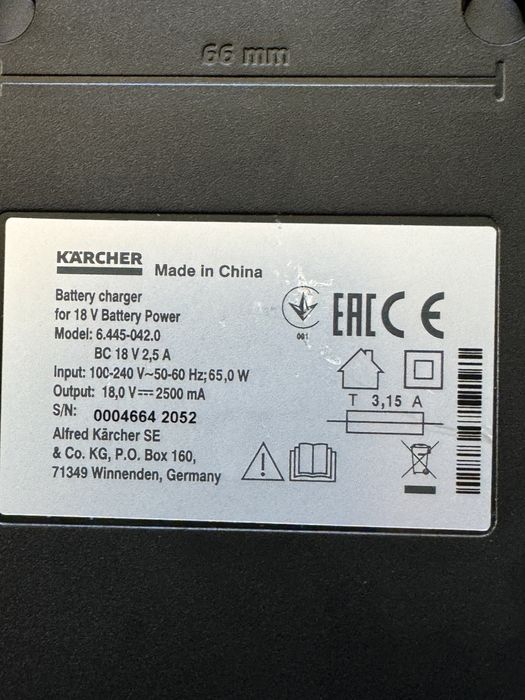 66 mm
KÄRCHER Made in China
Battery charger
for 18 V Battery Power
Model: 6.445-042.0
BC 18 V 2,5 A
Input: 100-240 V~50-60 Hz; 65,0 W
Output: 18,0 V⎓2500 mA
S/N: 0004664 2052
Alfred Kärcher SE
& Co. KG, P.O. Box 160,
71349 Winnenden, Germany
001
EAC CE
T 3,15 A